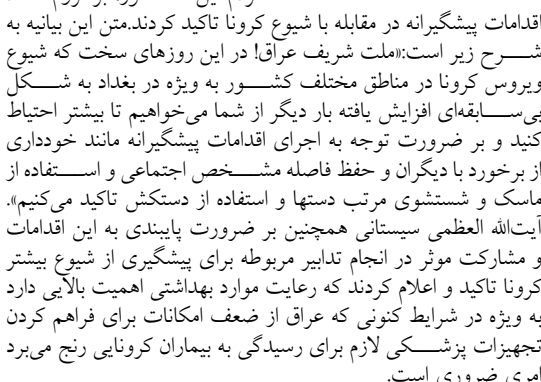 اقدامات پیشگیرانه در مقابله با شیوع کرونا تاکید کردند.متن این بیانیه به
شرح زیر است:«ملت شریف عراق! در این روزهای سخت که شیوع
ویروس کرونا در مناطق مختلف کشور به ویژه در بغداد به شکل
بی‌سابقه‌ای افزایش یافته بار دیگر از شما می‌خواهیم تا بیشتر احتیاط
کنید و بر ضرورت توجه به اجرای اقدامات پیشگیرانه مانند خودداری
از برخورد با دیگران و حفظ فاصله مشخص اجتماعی و استفاده از
ماسک و شستشوی مرتب دستها و استفاده از دستکش تاکید می‌کنیم».
آیت‌الله العظمی سیستانی همچنین بر ضرورت پایبندی به این اقدامات
و مشارکت موثر در انجام تدابیر مربوطه برای پیشگیری از شیوع بیشتر
کرونا تاکید و اعلام کردند که رعایت موارد بهداشتی اهمیت بالایی دارد
به ویژه در شرایط کنونی که عراق از ضعف امکانات برای فراهم کردن
تجهیزات پزشکی لازم برای رسیدگی به بیماران کرونایی رنج می‌برد
امری ضروری است.